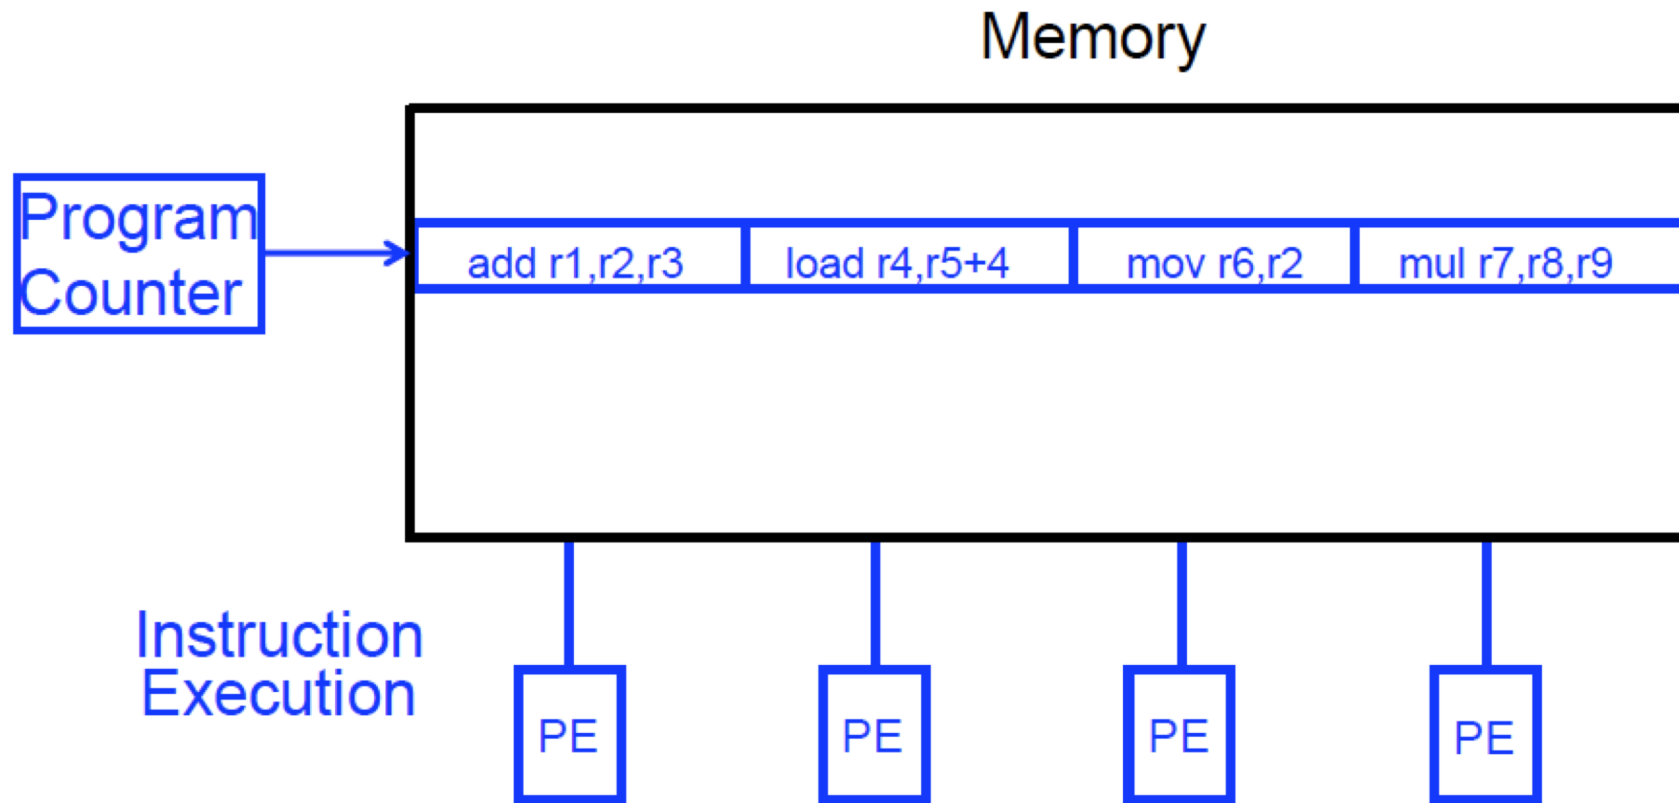 Memory
Program
Counter
add r1,r2,r3
load r4,r5+4
mov r6,r2
mul r7,r8,r9
Instruction
Execution
PE
PE
PE
PE